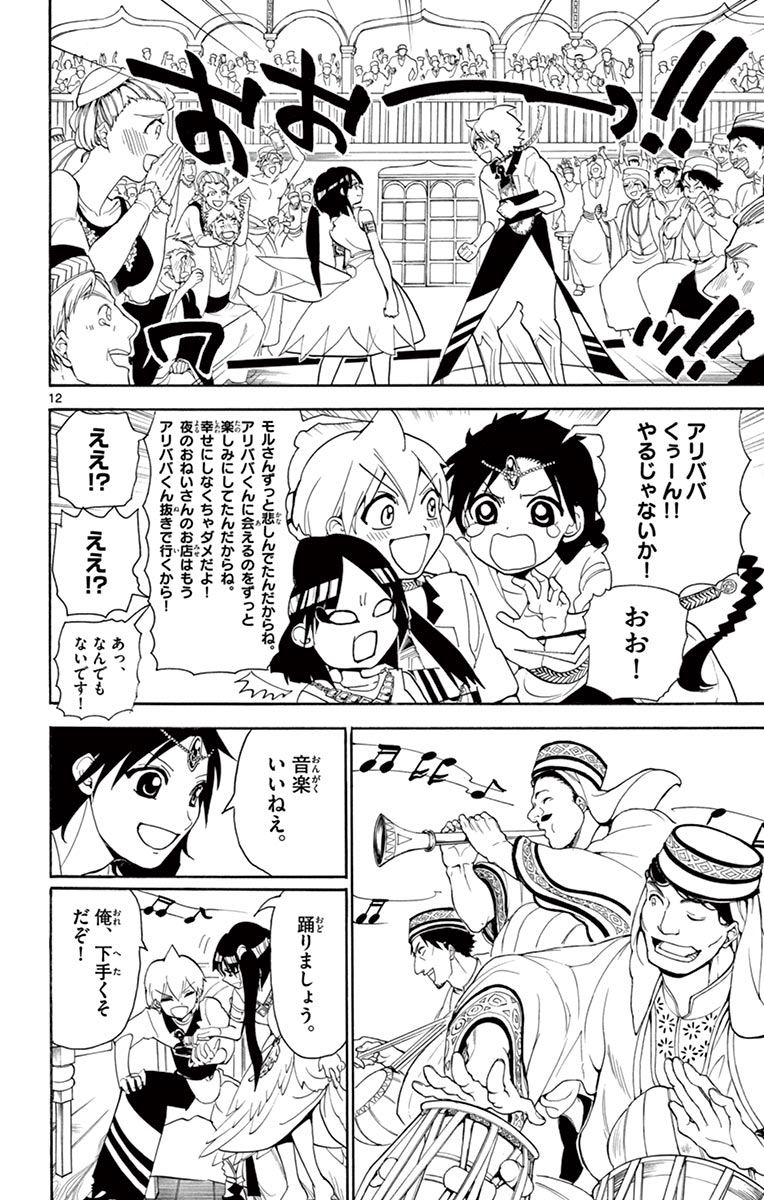 おおーっ!!
ワッ
!!
12
アリババ
くぅーん!!
やるじゃないか!
おお!
モルさんずっと悲しんでたんだからね。
アリババくんに会えるのをずっと
楽しみにしてたんだからね。
幸せにしなくちゃダメだよ!
夜のおねいさんのお店はもう
アリババくん抜きで行くから!
ええ!?
ええ!?
あっ、
なんでも
ないです!
音楽
いいねえ。
踊りましょう。
俺、下手くそ
だぞ!